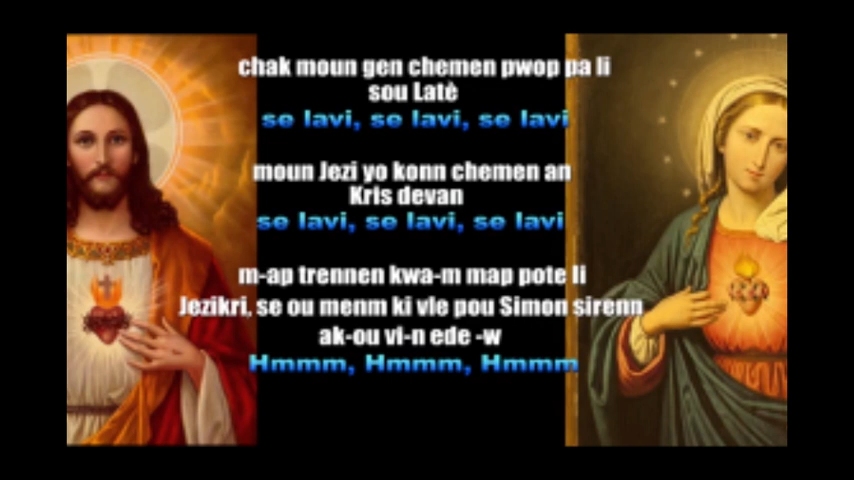 chak moun gen chemen pwop pa li
sou Latè
se lavi, se lavi, se lavi
moun Jezi yo konn chemen an
Kris devan
se lavi, se lavi, se lavi
m-ap trennen kwa-m map pote li
Jezikri, se ou menm ki vle pou Simon sirenn
ak-ou vi-n ede -w
Hmmm, Hmmm, Hmmm